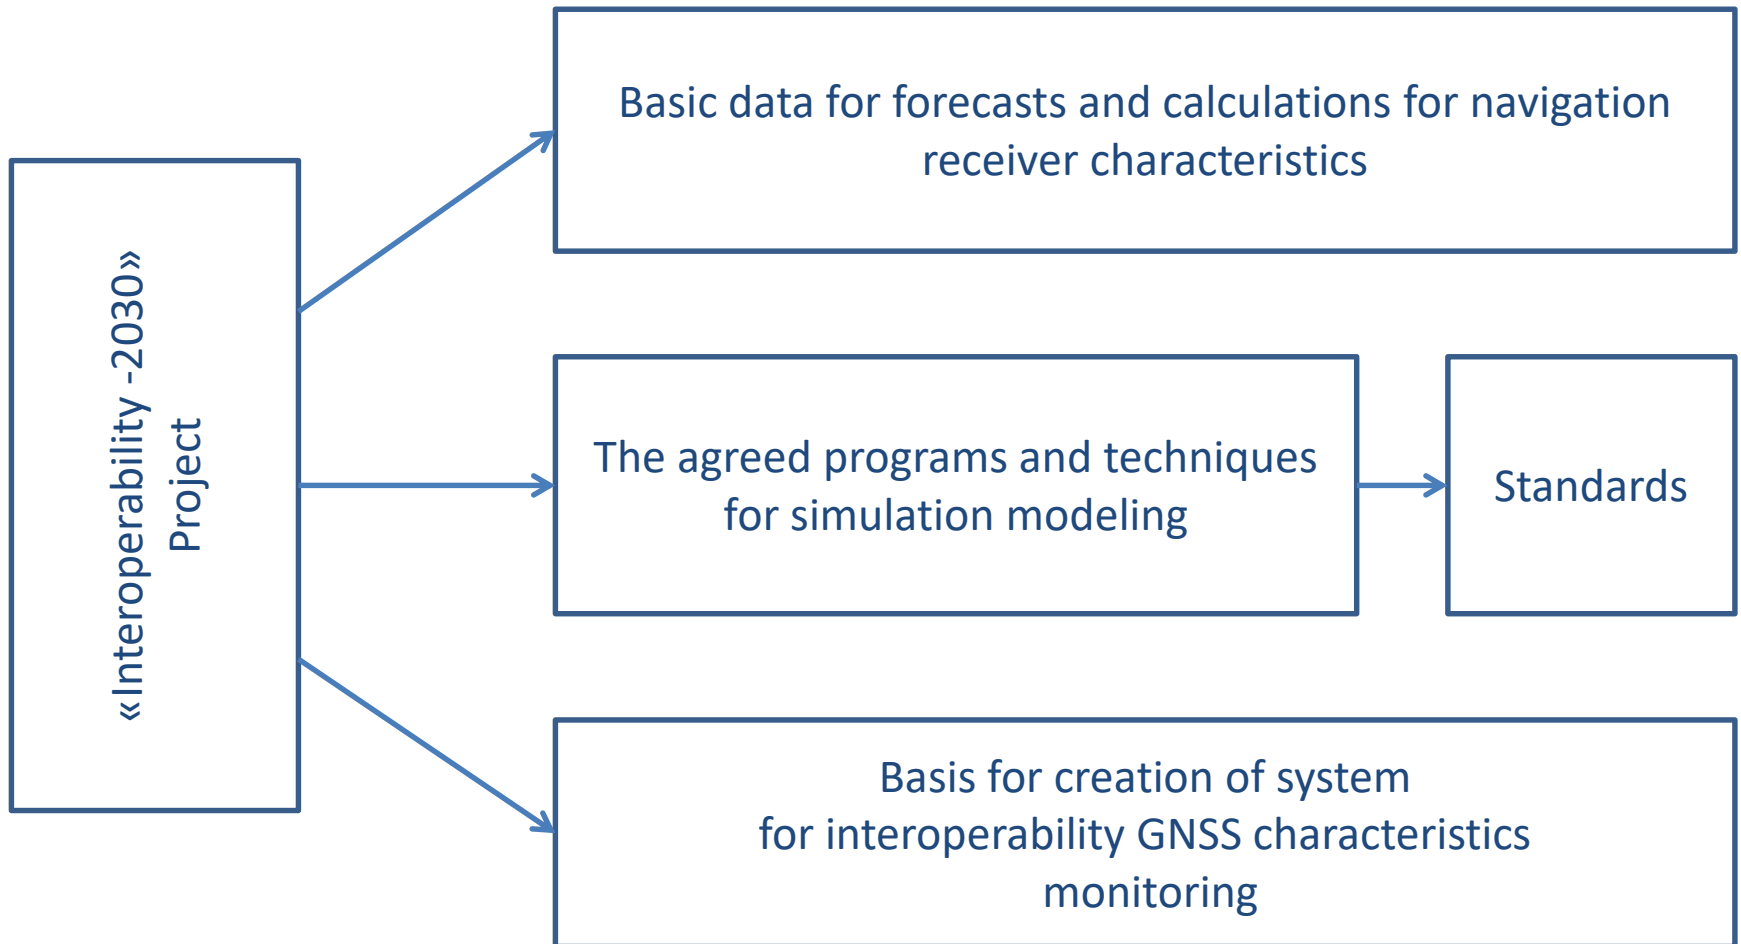 «Interoperability -2030»
Project
Basic data for forecasts and calculations for navigation
receiver characteristics
The agreed programs and techniques
for simulation modeling
Standards
Basis for creation of system
for interoperability GNSS characteristics
monitoring